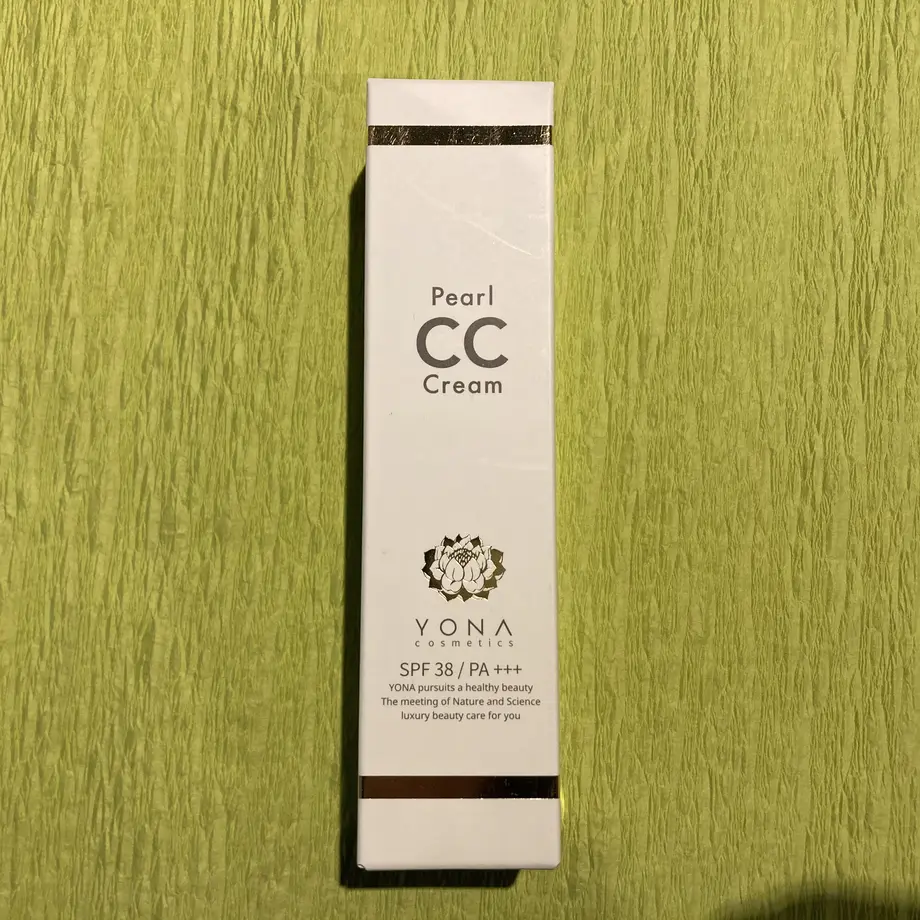 Pearl
CC
Cream
YONA
cosmetics
SPF 38 / PA +++
YONA pursuits a healthy beauty
The meeting of Nature and Science
luxury beauty care for you